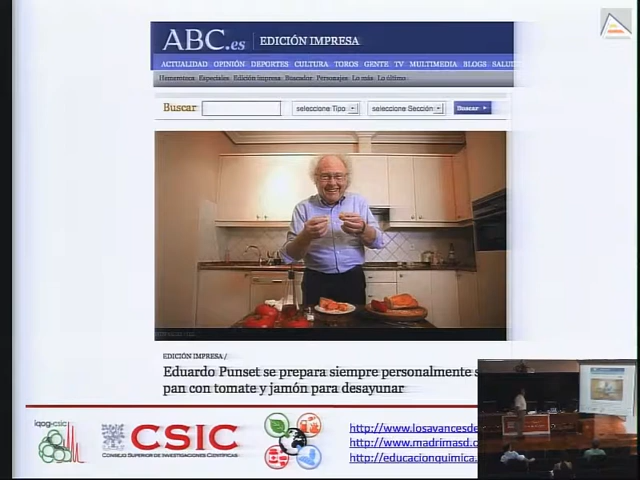 ABC.es EDICIÓN IMPRESA
ACTUALIDAD OPINIÓN DEPORTES CULTURA TOROS GENTE TV MULTIMEDIA BLOGS SALUD
Hemeroteca Especiales Edición impresa Buscador Personajes Lo más Lo último
Buscar seleccione Tipo seleccione Sección Buscar
EDICIÓN IMPRESA /
Eduardo Punset se prepara siempre personalmente s
pan con tomate y jamón para desayunar
iqog-csic
CSIC
CONSEJO SUPERIOR DE INVESTIGACIONES CIENTÍFICAS
http://www.losavancesde
http://www.madrimasd.o
http://educacionquimica.